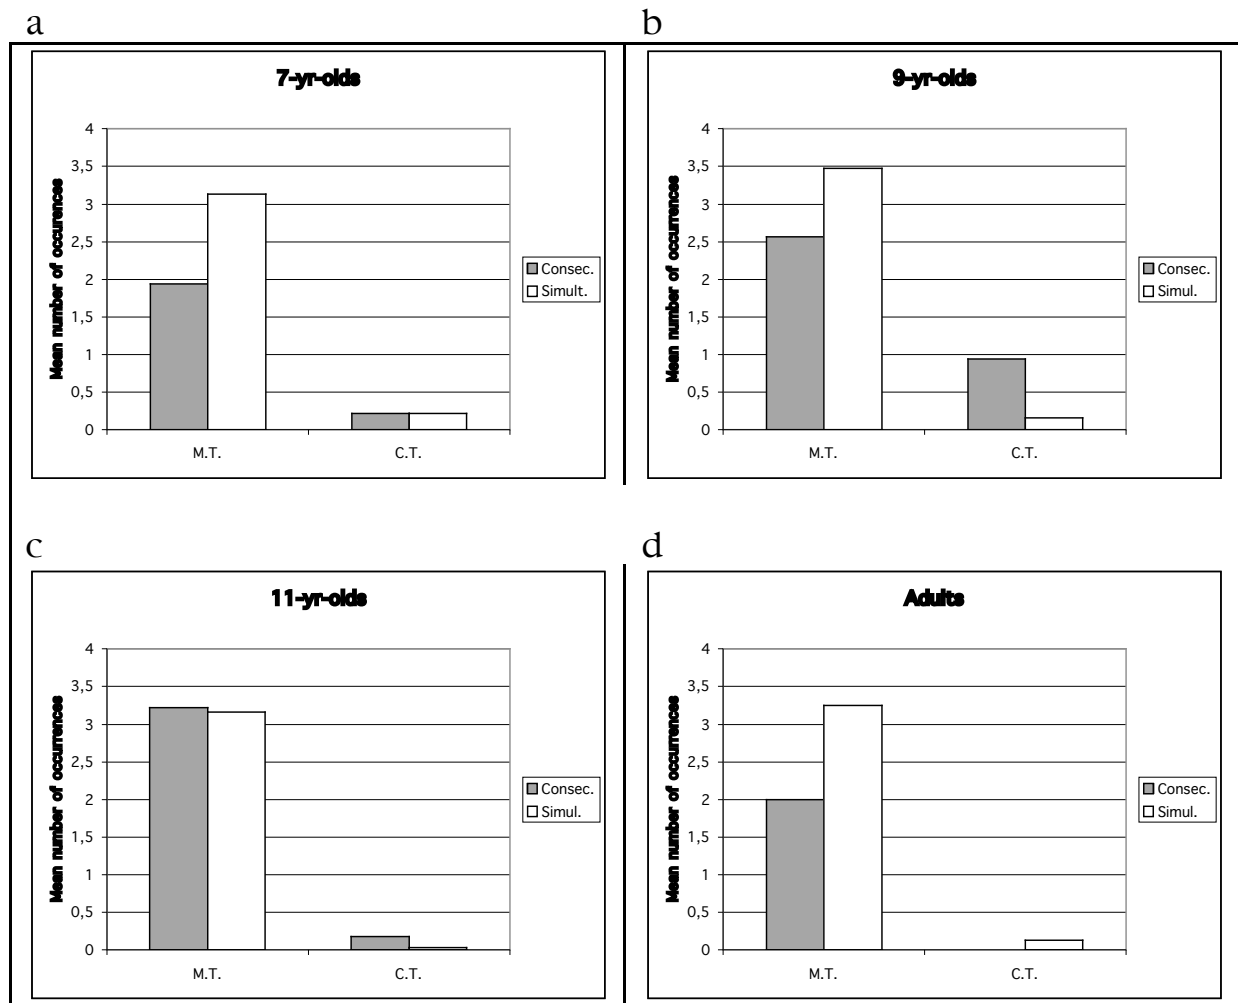 a
7-yr-olds
Mean number of occurences
4
3,5
3
2,5
2
1,5
1
0,5
0
M.T. C.T.
Consec.
Simult.
b
9-yr-olds
Mean number of occurrences
4
3,5
3
2,5
2
1,5
1
0,5
0
M.T. C.T.
Consec.
Simul.
c
11-yr-olds
Mean number of occurrences
4
3,5
3
2,5
2
1,5
1
0,5
0
M.T. C.T.
Consec.
Simul.
d
Adults
Mean number of occurrences
4
3,5
3
2,5
2
1,5
1
0,5
0
M.T. C.T.
Consec.
Simul.